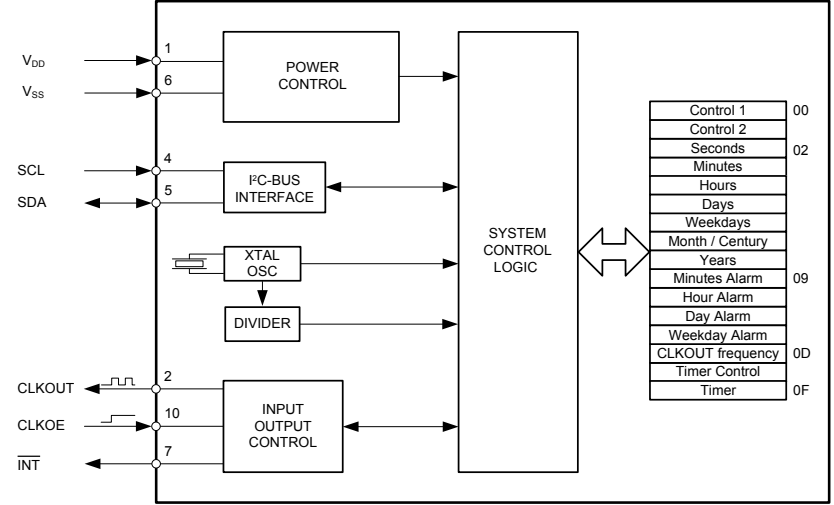 V_DD
1
V_SS
6
POWER
CONTROL
SCL
4
SDA
5
I²C-BUS
INTERFACE
XTAL
OSC
DIVIDER
CLKOUT
2
CLKOE
10
INT
7
INPUT
OUTPUT
CONTROL
SYSTEM
CONTROL
LOGIC
Control 1 00
Control 2
Seconds 02
Minutes
Hours
Days
Weekdays
Month / Century
Years
Minutes Alarm 09
Hour Alarm
Day Alarm
Weekday Alarm
CLKOUT frequency 0D
Timer Control
Timer 0F